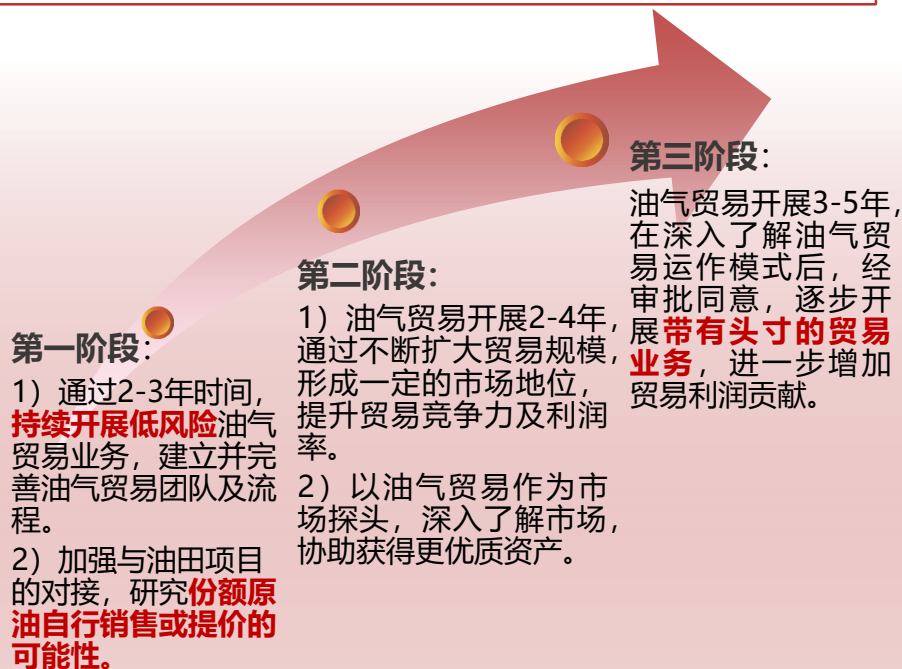 第一阶段：
1）通过2-3年时间，
持续开展低风险油气
贸易业务，建立并完
善油气贸易团队及流
程。
2）加强与油田项目
的对接，研究份额原
油自行销售或提价的
可能性。
第二阶段：
1）油气贸易开展2-4年，
通过不断扩大贸易规模，
形成一定的市场地位，
提升贸易竞争力及利润
率。
2）以油气贸易作为市
场探头，深入了解市场，
协助获得更优质资产。
第三阶段：
油气贸易开展3-5年，
在深入了解油气贸
易运作模式后，经
审批同意，逐步开
展带有头寸的贸易
业务，进一步增加
贸易利润贡献。